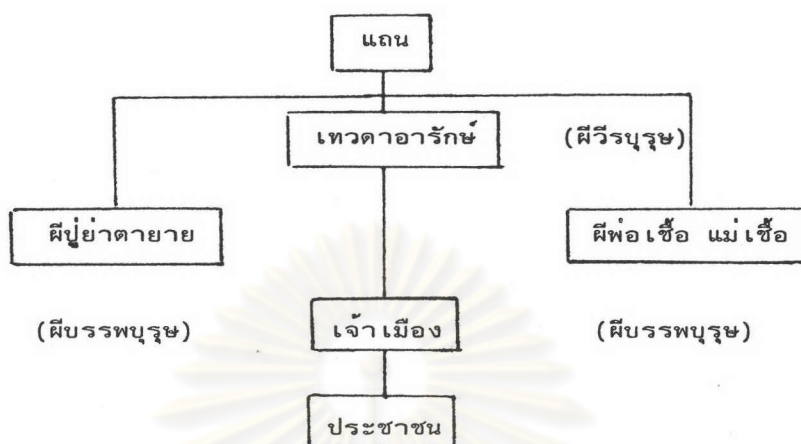 แถน
เทวดาอารักษ์ (ผีวีรบุรุษ)
ผีปู่ย่าตายาย ผีพ่อเชื้อ แม่เชื้อ
(ผีบรรพบุรุษ) เจ้าเมือง (ผีบรรพบุรุษ)
ประชาชน